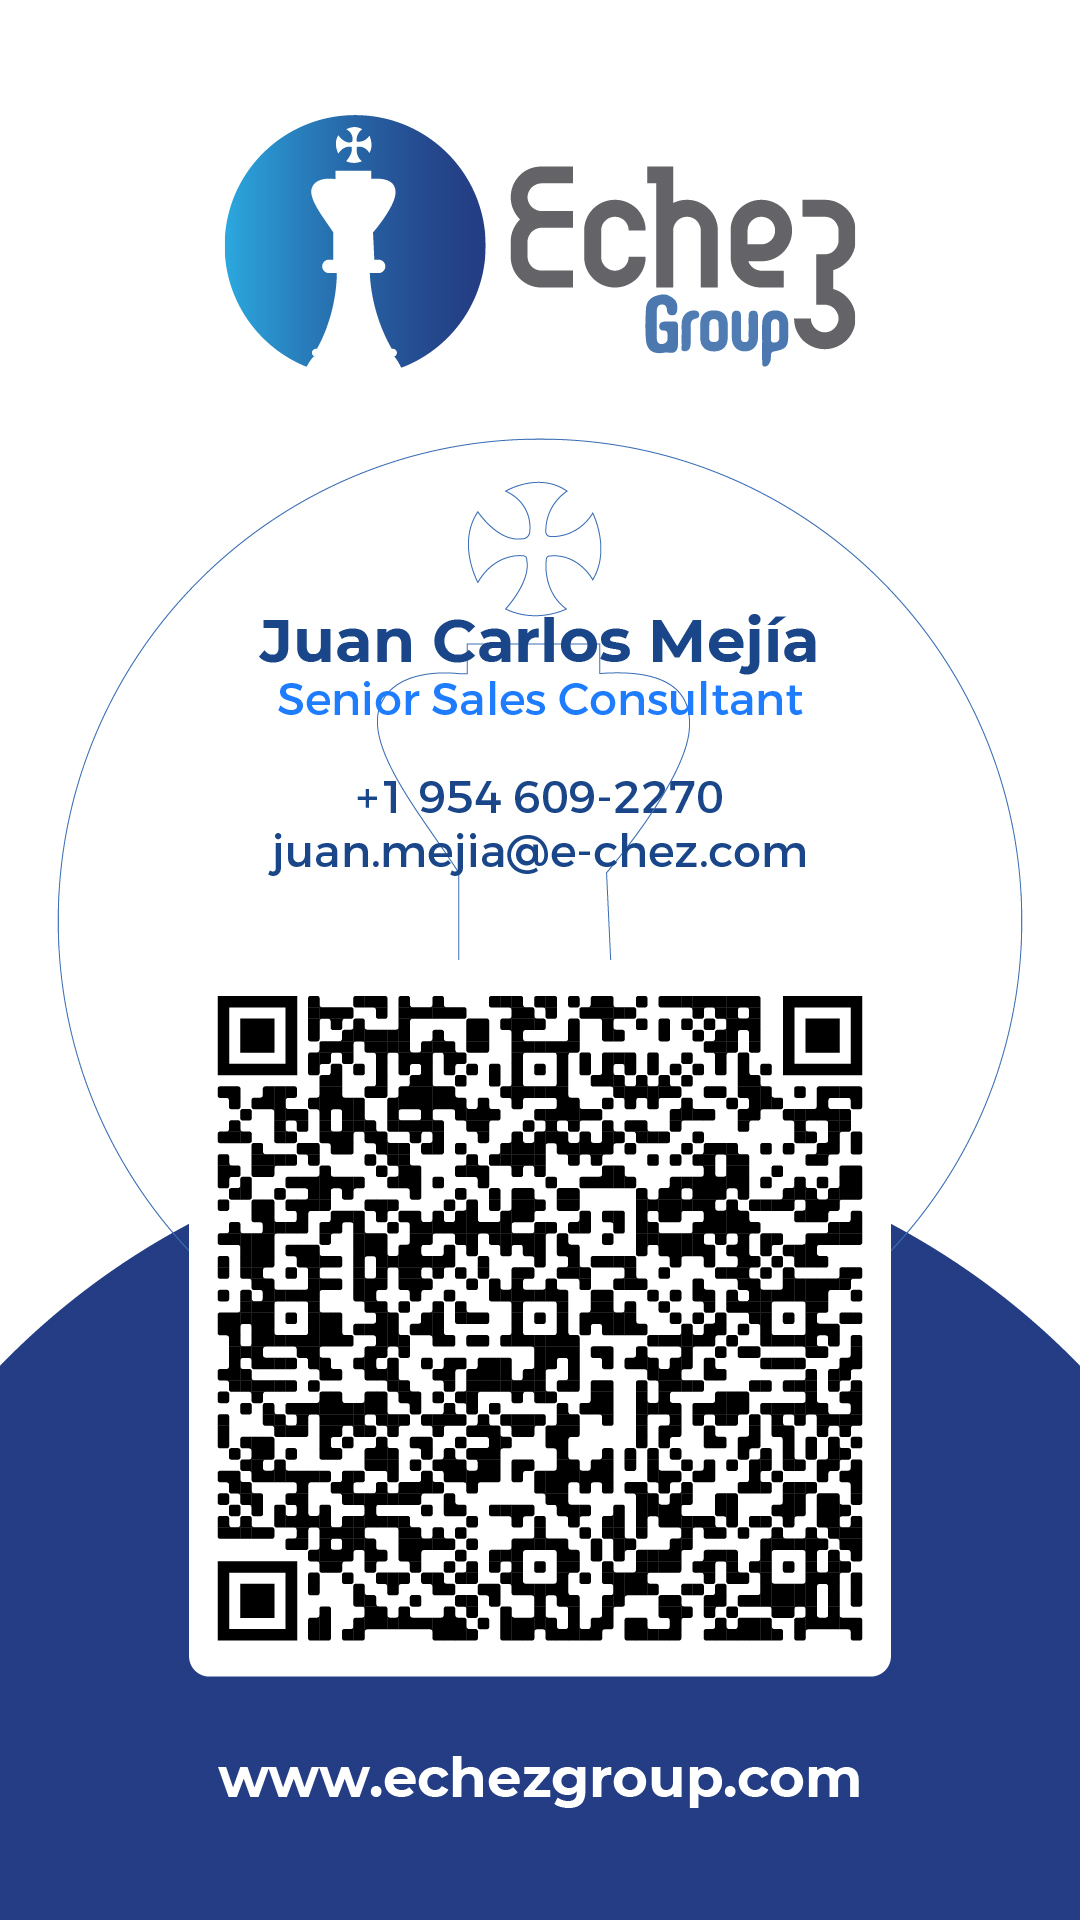 Echez
Group
Juan Carlos Mejía
Senior Sales Consultant
+1 954 609-2270
juan.mejia@e-chez.com
www.echezgroup.com